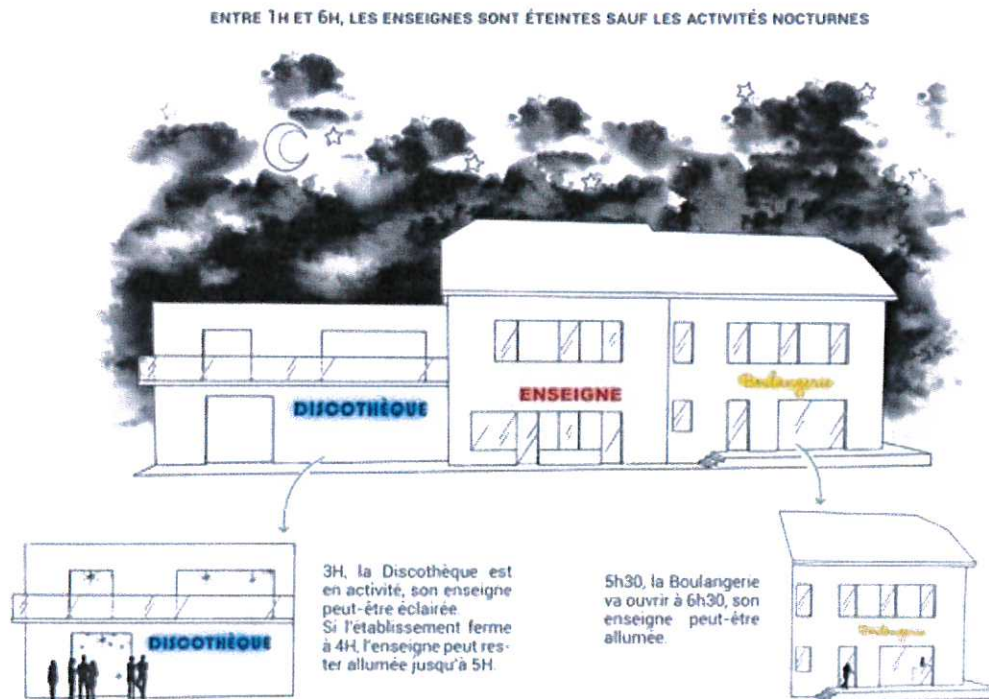 ENTRE 1H ET 6H, LES ENSEIGNES SONT ÉTEINTES SAUF LES ACTIVITÉS NOCTURNES
DISCOTHÈQUE
ENSEIGNE
Boulangerie
DISCOTHÈQUE
3H, la Discothèque est
en activité, son enseigne
peut-être éclairée.
Si l'établissement ferme
à 4H, l'enseigne peut res-
ter allumée jusqu'à 5H.
5h30, la Boulangerie
va ouvrir à 6h30, son
enseigne peut-être
allumée.
Boulangerie